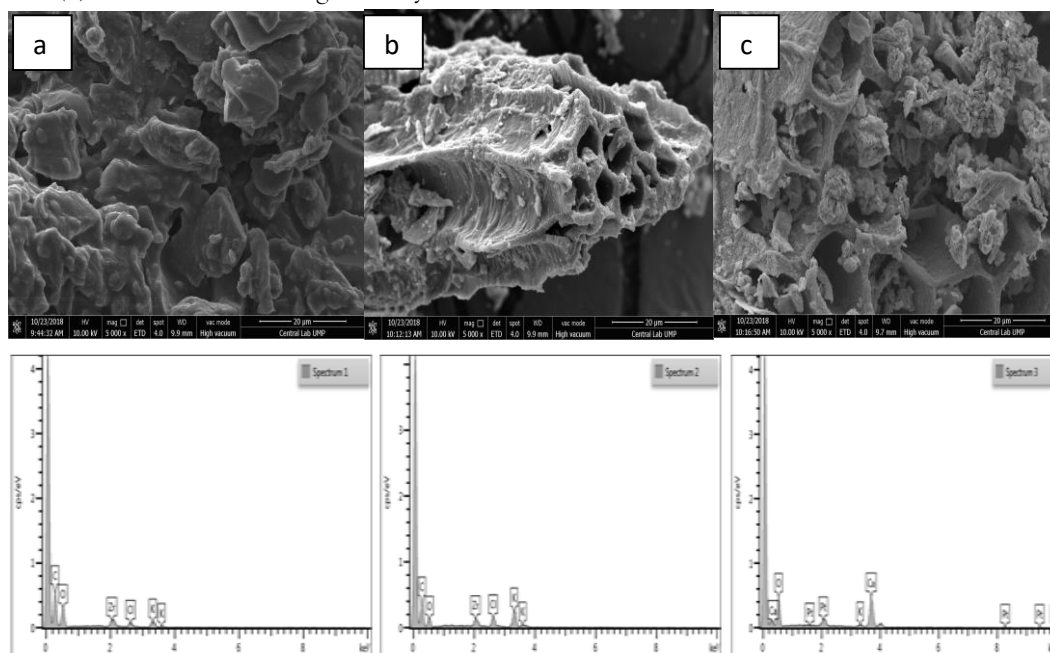 a
b
c
10/23/2018 HV mag det spot WD vac mode 20 µm
9:44:32 AM 10.00 kV 5 000 x ETD 4.0 9.9 mm High vacuum Central Lab UMP
10/23/2018 HV mag det spot WD vac mode 20 µm
10:12:13 AM 10.00 kV 5 000 x ETD 4.0 9.9 mm High vacuum Central Lab UMP
10/23/2018 HV mag det spot WD vac mode 20 µm
10:16:50 AM 10.00 kV 5 000 x ETD 4.0 9.7 mm High vacuum Central Lab UMP
Spectrum 1
cps/eV
4
3
2
1
0
C O K K
0 2 4 6 8
Spectrum 2
cps/eV
4
3
2
1
0
C O K K
0 2 4 6 8
Spectrum 3
cps/eV
4
3
2
1
0
O K Ca
0 2 4 6 8